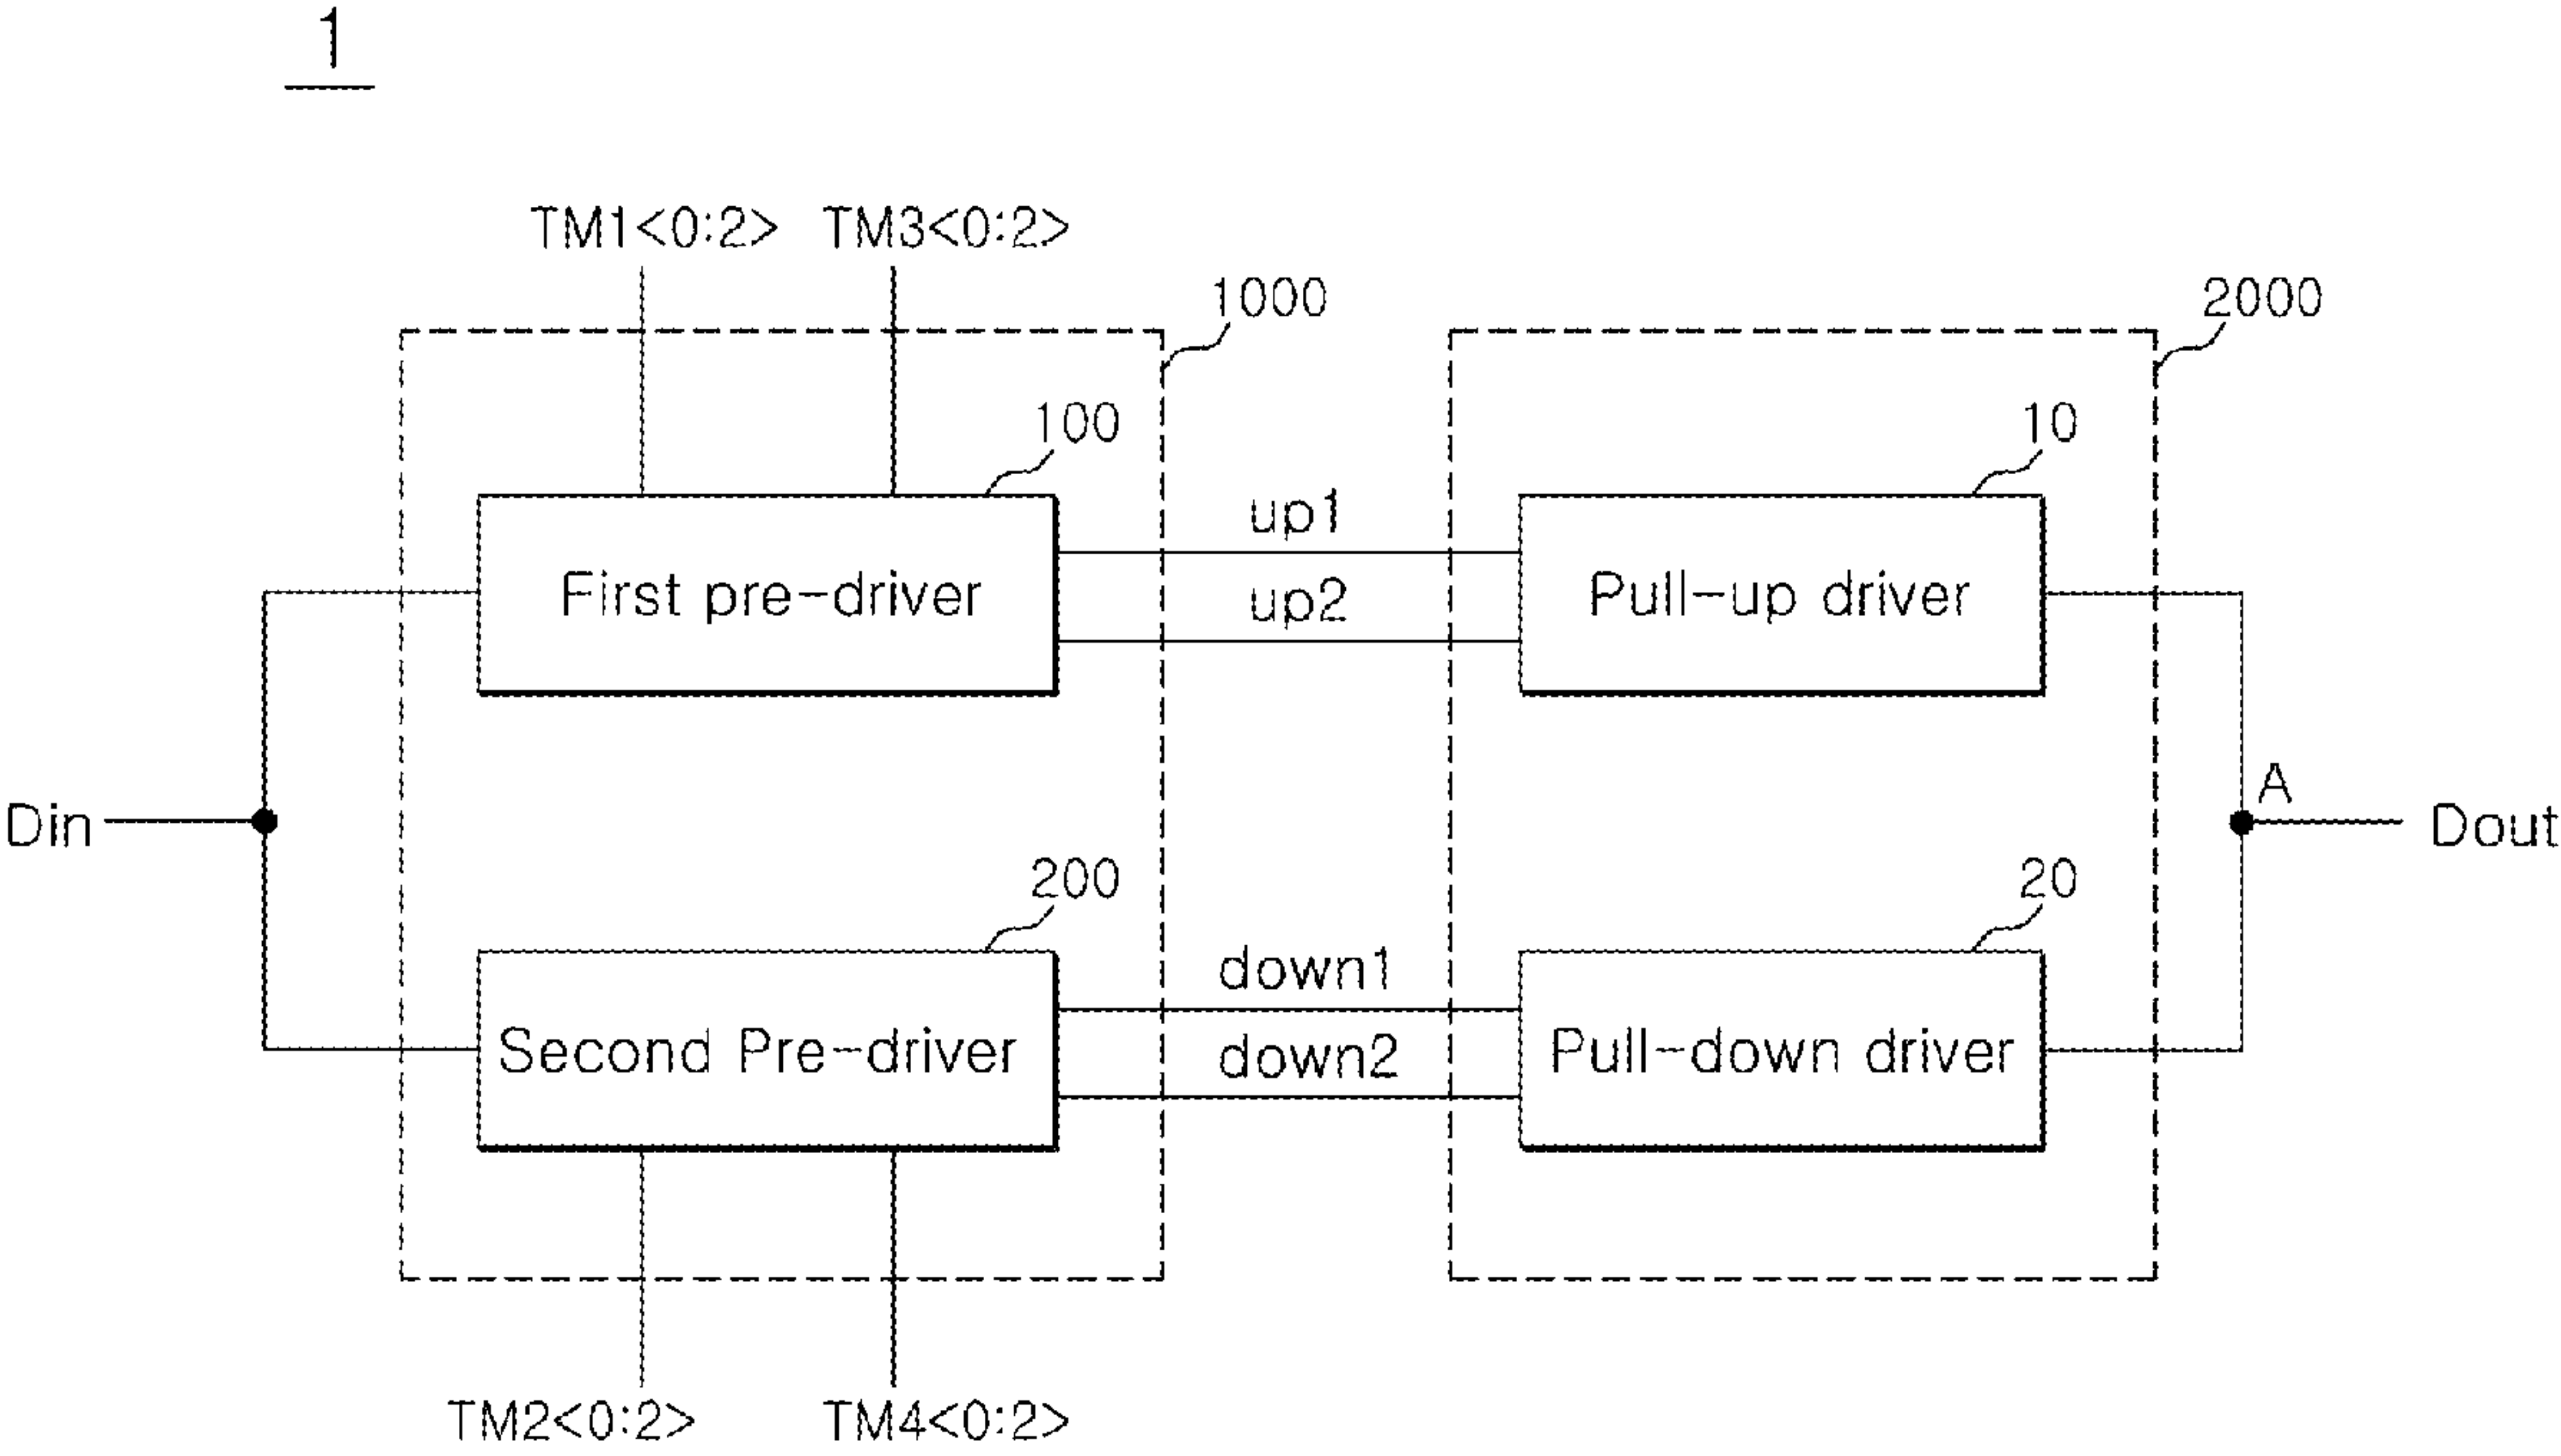 1
TM1<0:2> TM3<0:2>
1000
2000
100
10
up1
First pre-driver
up2
Pull-up driver
A
Din
Dout
200
20
down1
Second Pre-driver
down2
Pull-down driver
TM2<0:2> TM4<0:2>